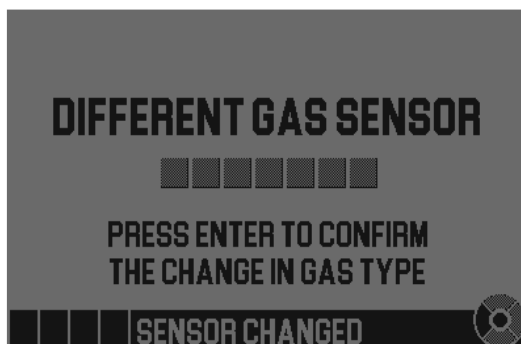 DIFFERENT GAS SENSOR
PRESS ENTER TO CONFIRM
THE CHANGE IN GAS TYPE
SENSOR CHANGED